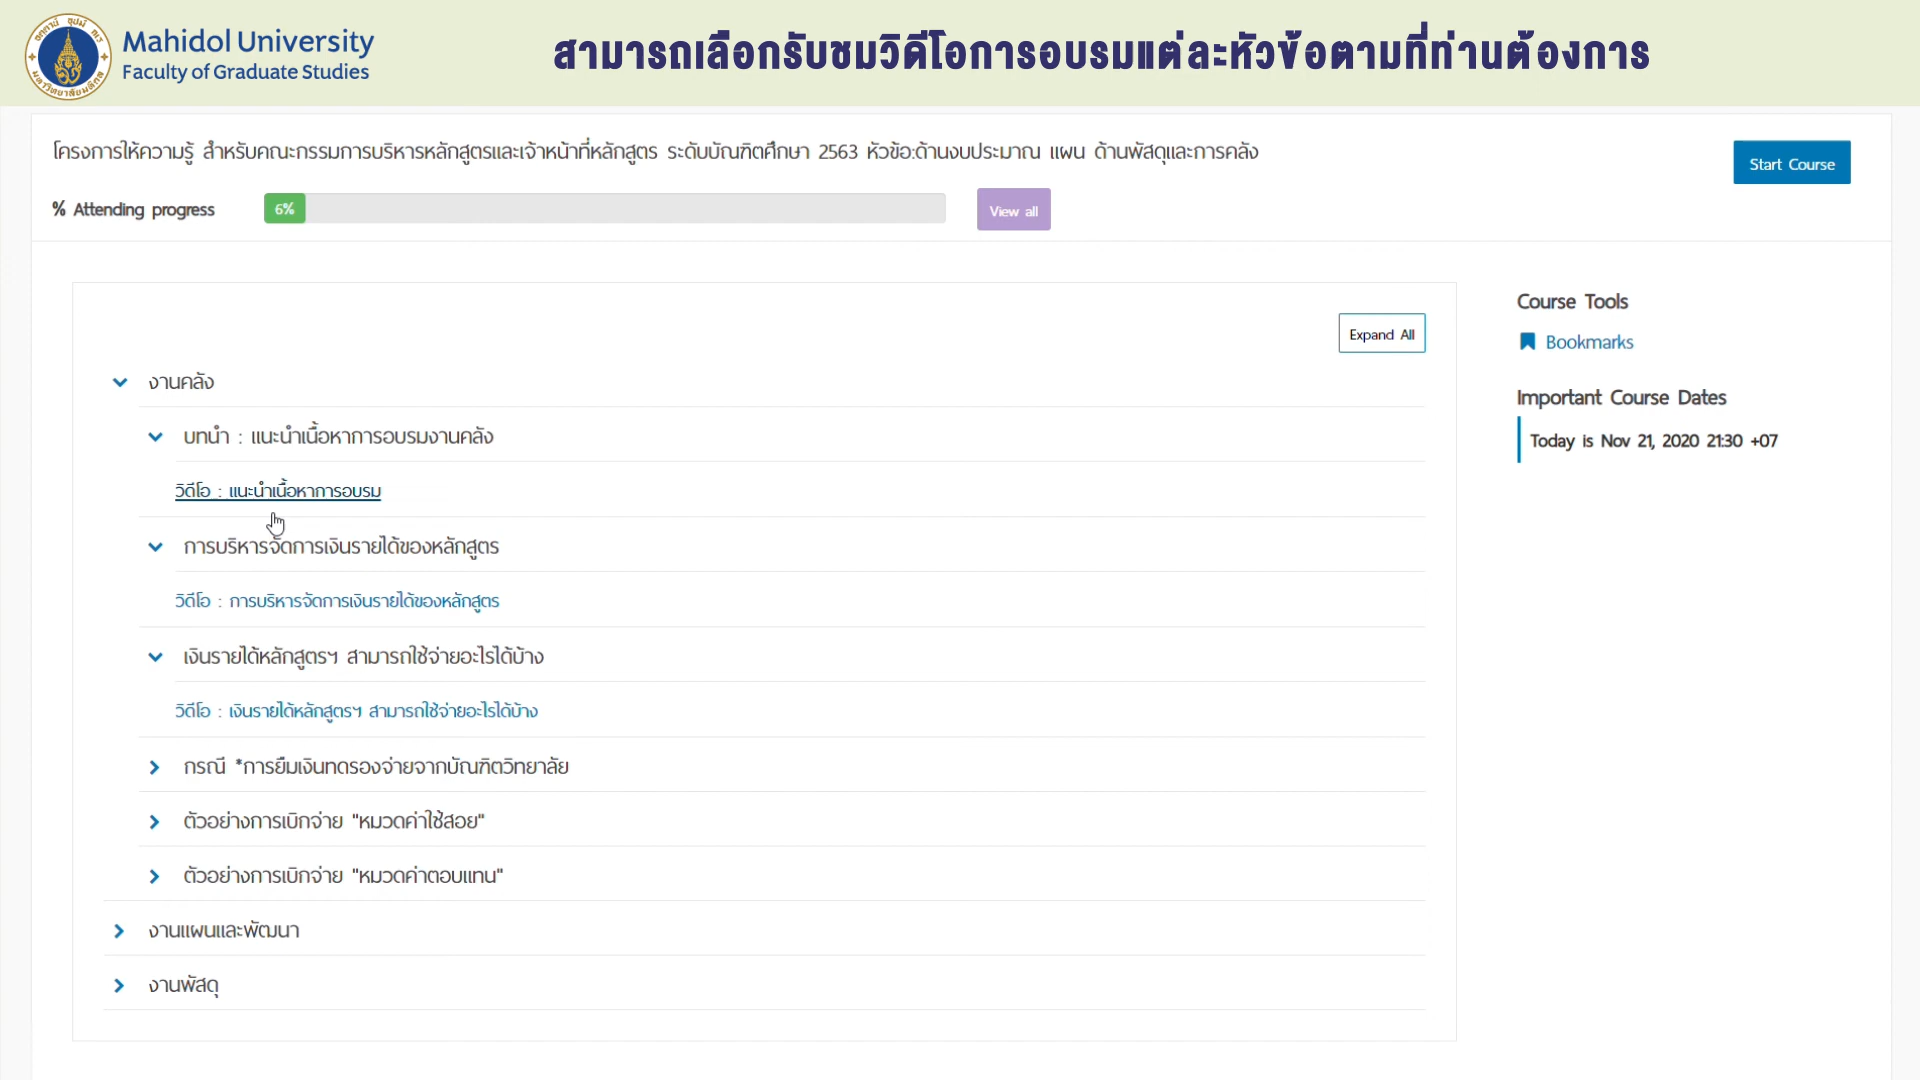 Mahidol University
Faculty of Graduate Studies
สามารถเลือกรับชมวิดีโอการอบรมแต่ละหัวข้อตามที่ท่านต้องการ
โครงการให้ความรู้ สำหรับคณะกรรมการบริหารหลักสูตรและเจ้าหน้าที่หลักสูตร ระดับบัณฑิตศึกษา 2563 หัวข้อ:ด้านงบประมาณ แผน ด้านพัสดุและการคลัง
Start Course
% Attending progress
6%
View all
Expand All
งานคลัง
บทนำ : แนะนำเนื้อหาการอบรมงานคลัง
วิดีโอ : แนะนำเนื้อหาการอบรม
การบริหารจัดการเงินรายได้ของหลักสูตร
วิดีโอ : การบริหารจัดการเงินรายได้ของหลักสูตร
เงินรายได้หลักสูตรฯ สามารถใช้จ่ายอะไรได้บ้าง
วิดีโอ : เงินรายได้หลักสูตรฯ สามารถใช้จ่ายอะไรได้บ้าง
กรณี *การยืมเงินทดรองจ่ายจากบัณฑิตวิทยาลัย
ตัวอย่างการเบิกจ่าย "หมวดค่าใช้สอย"
ตัวอย่างการเบิกจ่าย "หมวดค่าตอบแทน"
งานแผนและพัฒนา
งานพัสดุ
Course Tools
Bookmarks
Important Course Dates
Today is Nov 21, 2020 21:30 +07